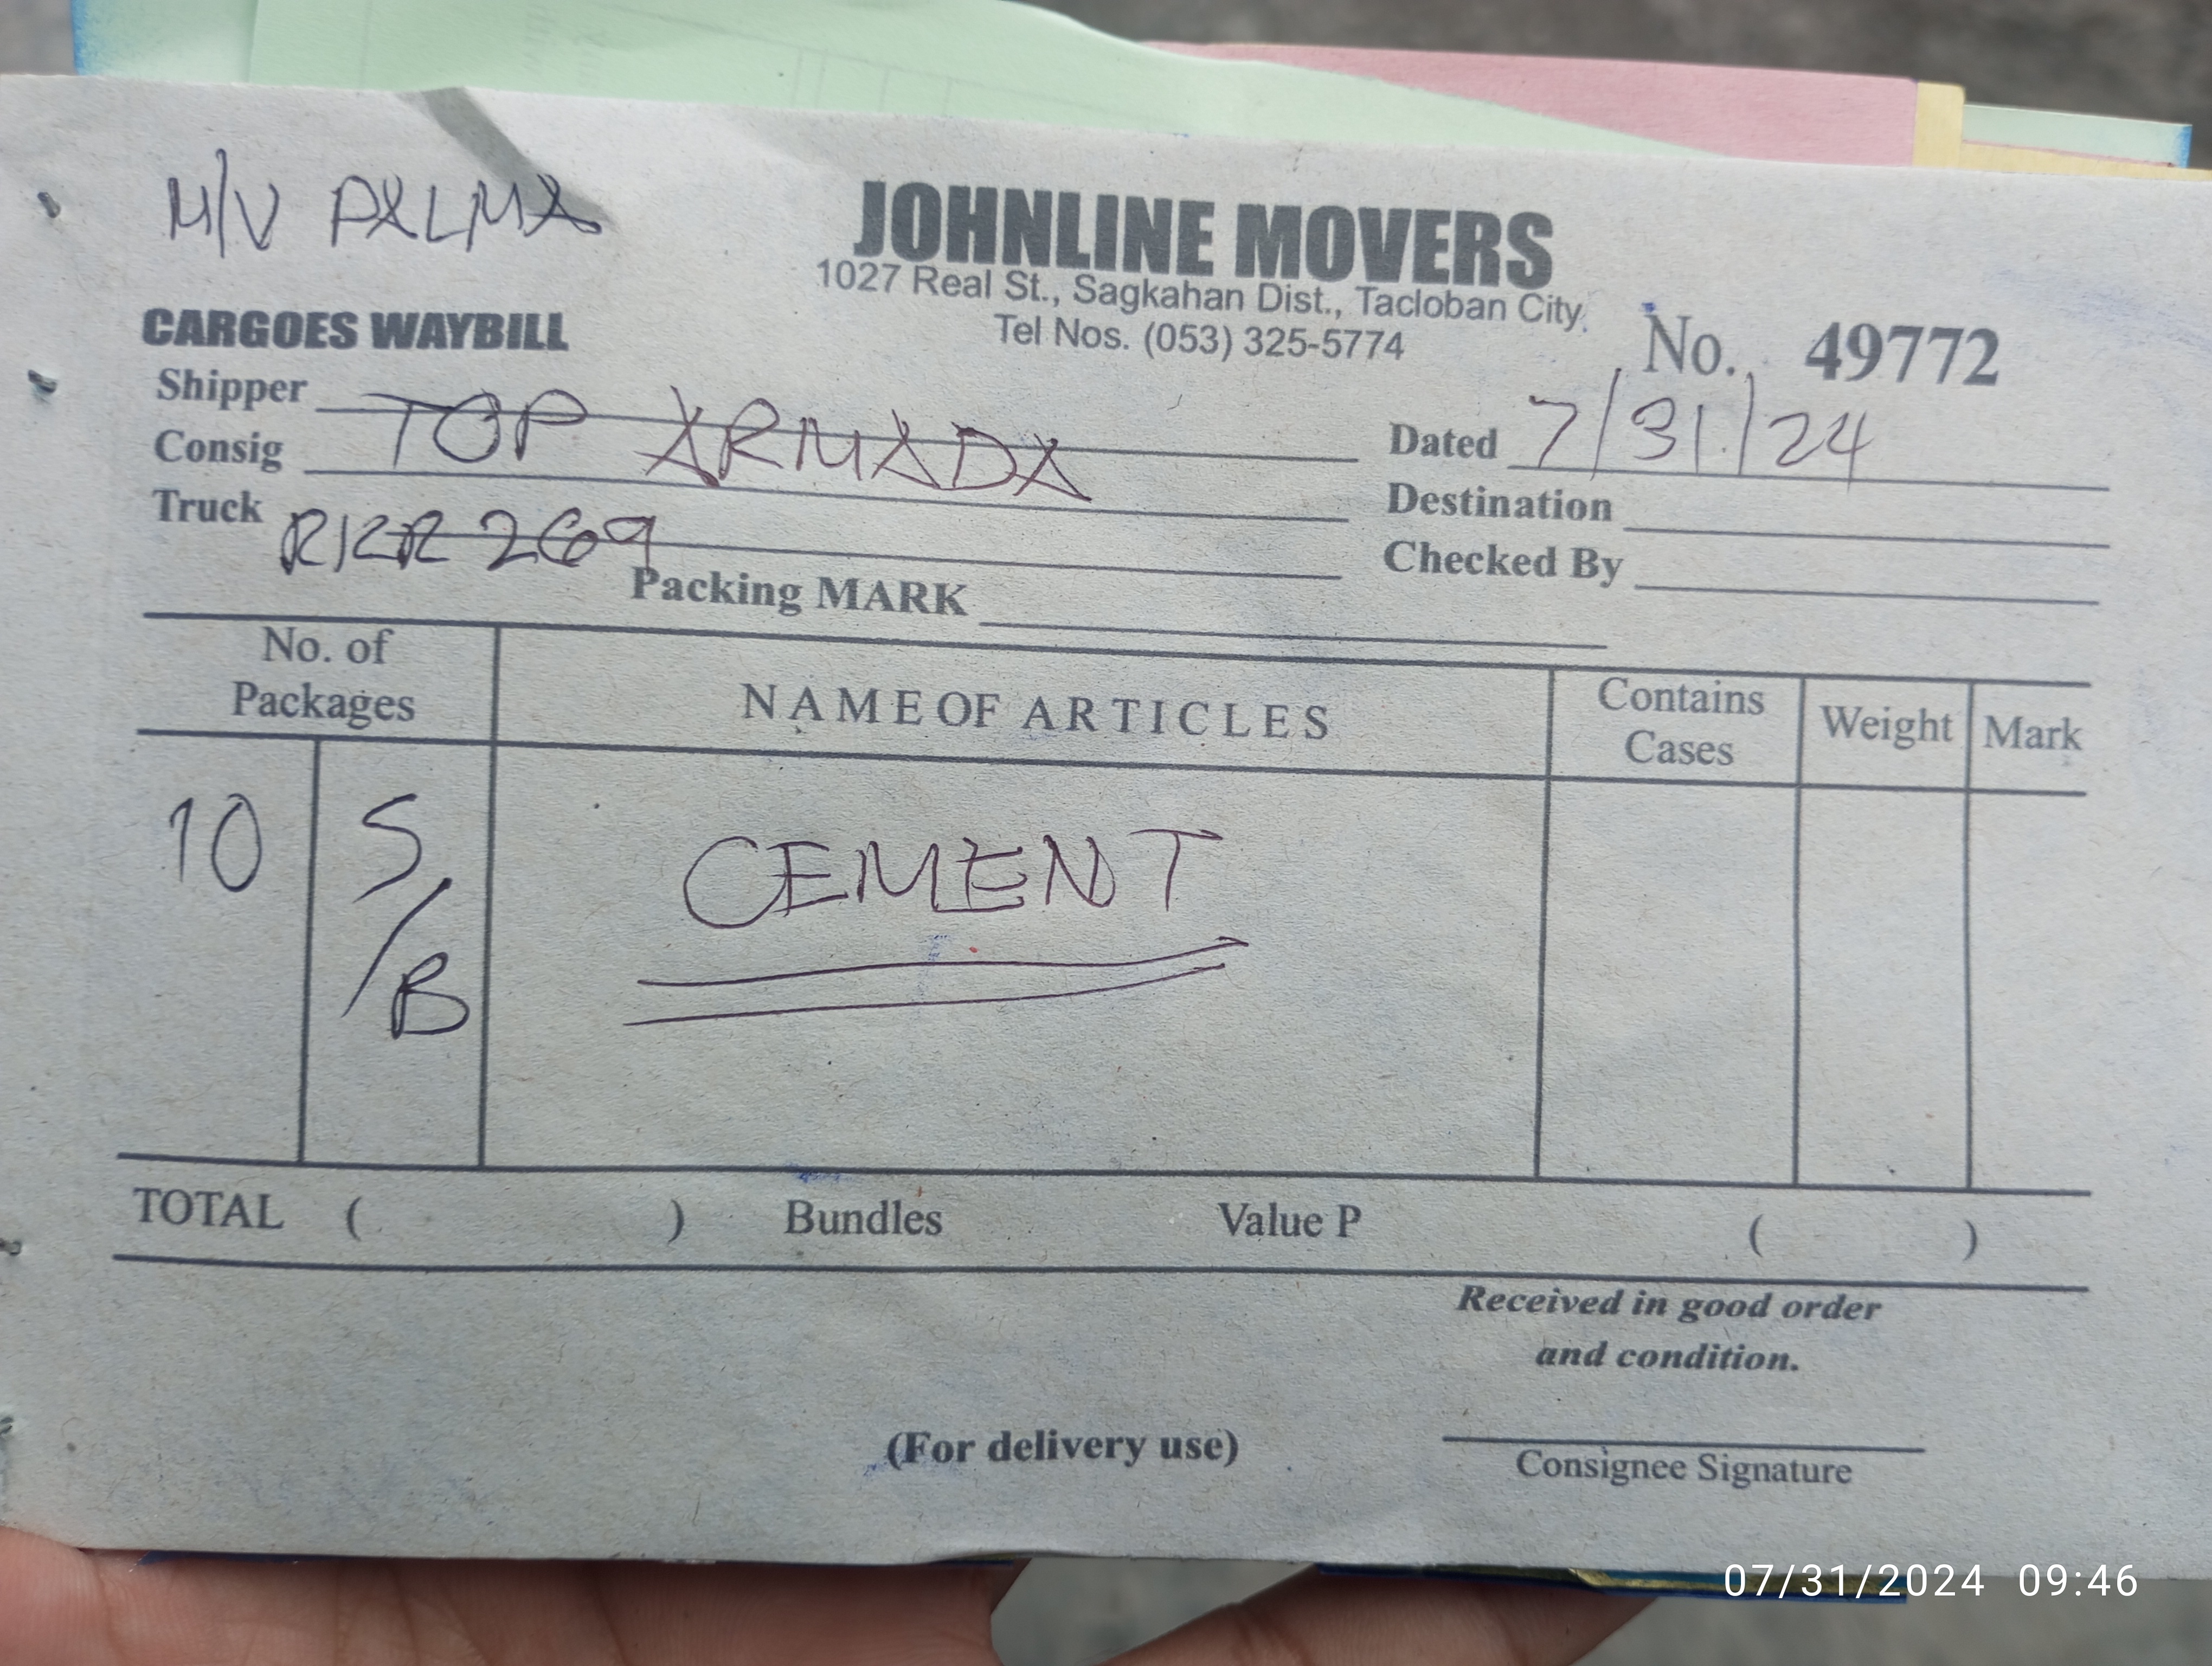 M/V PALMA
JOHNLINE MOVERS
1027 Real St., Sagkahan Dist., Tacloban City.
Tel Nos. (053) 325-5774
CARGOES WAYBILL
No. 49772
Shipper TOP ARMADA
Dated 7/31/24
Consig
Destination
Truck RKR 269
Checked By
Packing MARK
No. of Packages
NAME OF ARTICLES
Contains Cases
Weight
Mark
10 S/B CEMENT
TOTAL ( ) Bundles Value P ( )
Received in good order
and condition.
(For delivery use)
Consignee Signature
07/31/2024 09:46